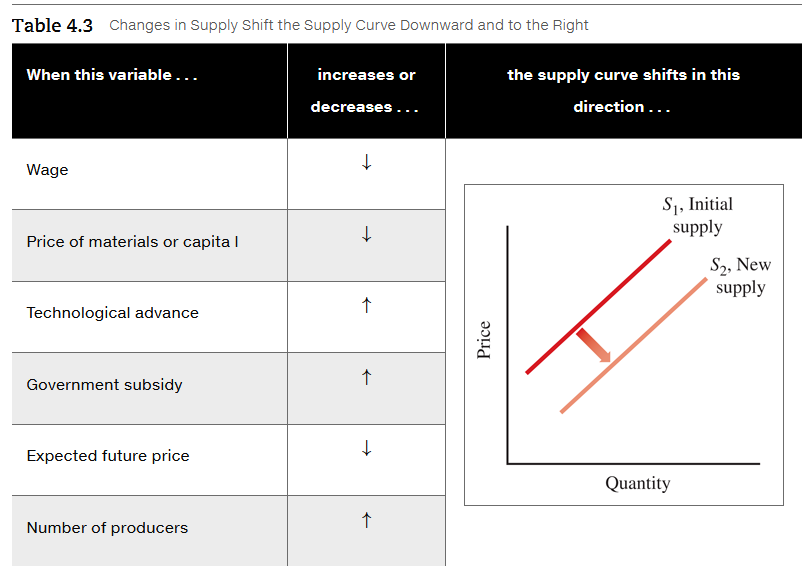 Table 4.3 Changes in Supply Shift the Supply Curve Downward and to the Right
When this variable . . .
increases or
decreases . . .
the supply curve shifts in this
direction . . .
Wage
↓
Price of materials or capita l
↓
Technological advance
↑
Government subsidy
↑
Expected future price
↓
Number of producers
↑
S₁, Initial
supply
S₂, New
supply
Price
Quantity